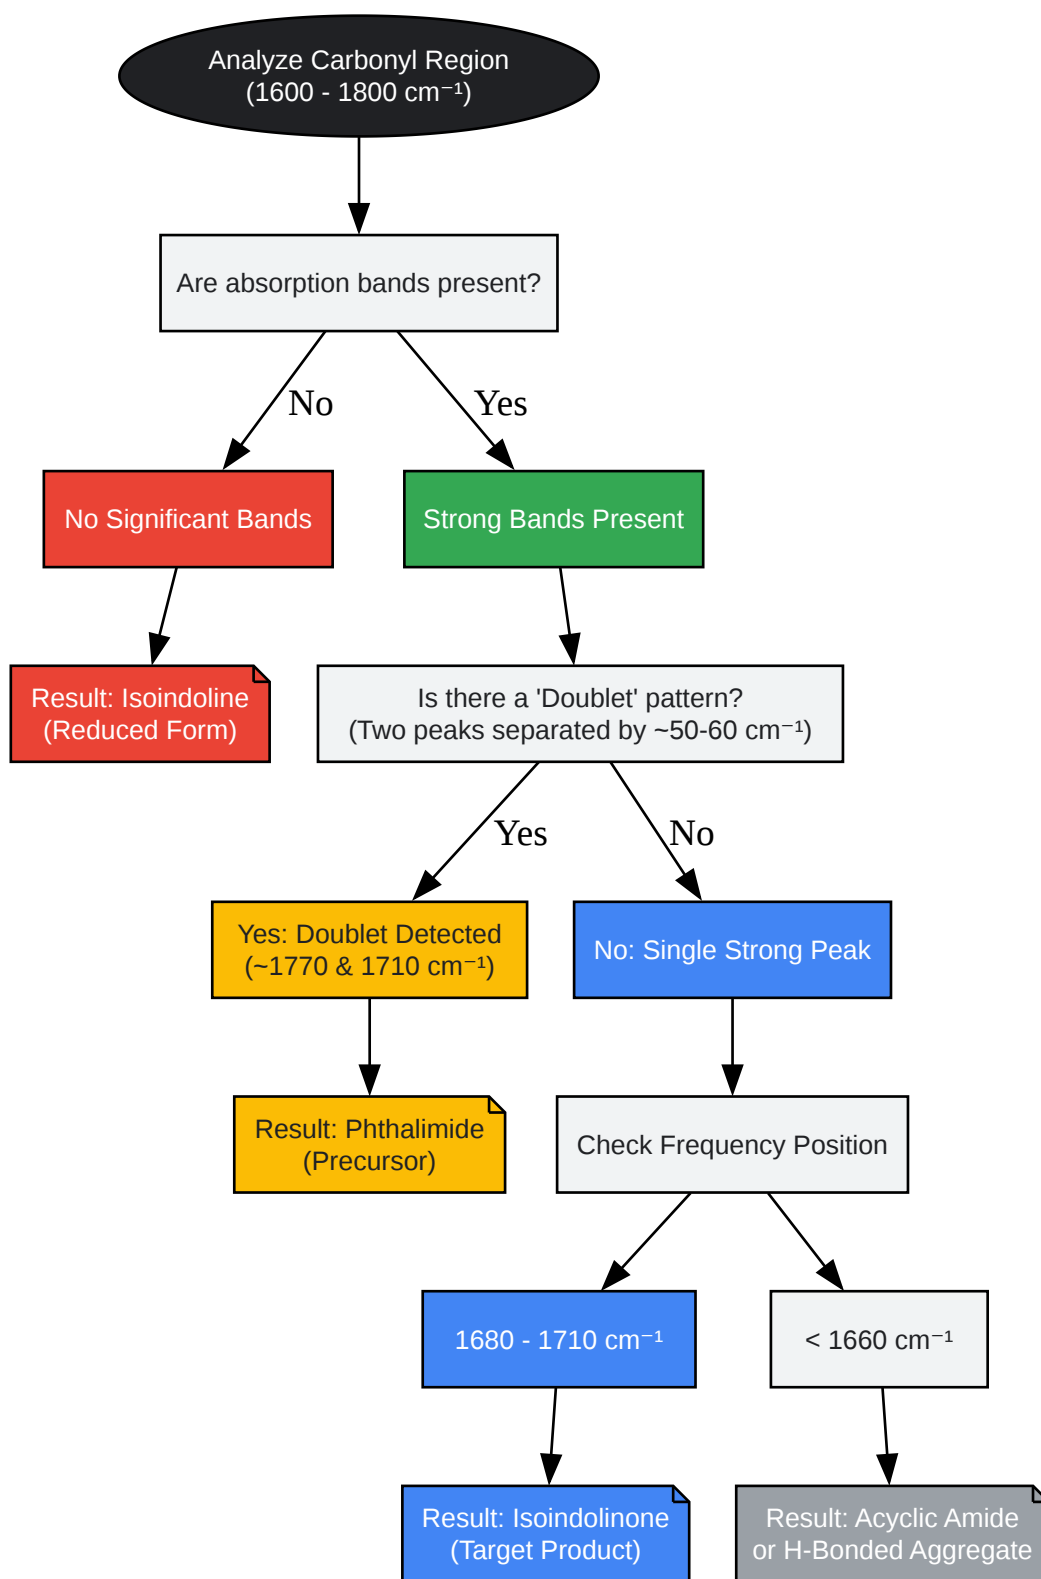 Analyze Carbonyl Region
(1600 - 1800 cm⁻¹)
Are absorption bands present?
No
Yes
No Significant Bands
Strong Bands Present
Result: Isoindoline
(Reduced Form)
Is there a 'Doublet' pattern?
(Two peaks separated by ~50-60 cm⁻¹)
Yes
No
Yes: Doublet Detected
(~1770 & 1710 cm⁻¹)
No: Single Strong Peak
Result: Phthalimide
(Precursor)
Check Frequency Position
1680 - 1710 cm⁻¹
< 1660 cm⁻¹
Result: Isoindolinone
(Target Product)
Result: Acyclic Amide
or H-Bonded Aggregate